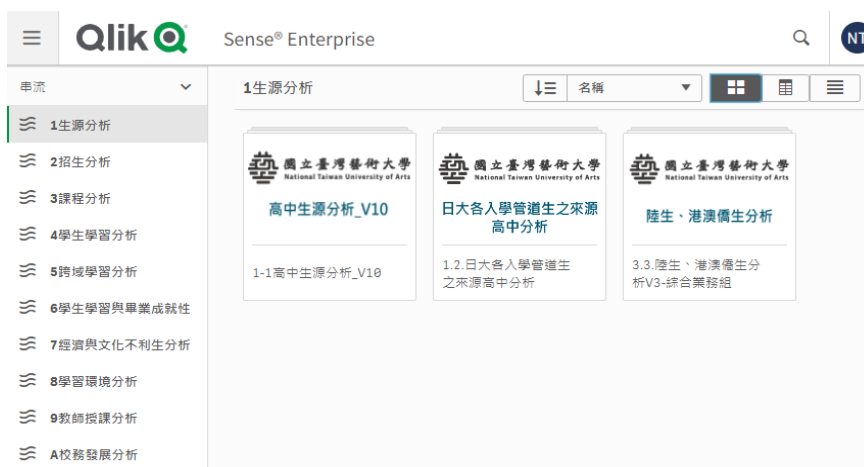 Qlik
Sense® Enterprise
NT
串流
1生源分析
2招生分析
3課程分析
4學生學習分析
5跨域學習分析
6學生學習與畢業成就性
7經濟與文化不利生分析
8學習環境分析
9教師授課分析
A校務發展分析
1生源分析
名稱
國立臺灣藝術大學
National Taiwan University of Arts
高中生源分析_V10
1-1高中生源分析_V10
國立臺灣藝術大學
National Taiwan University of Arts
日大各入學管道生之來源
高中分析
1.2.日大各入學管道生
之來源高中分析
國立臺灣藝術大學
National Taiwan University of Arts
陸生、港澳僑生分析
3.3.陸生、港澳僑生分
析V3-綜合業務組